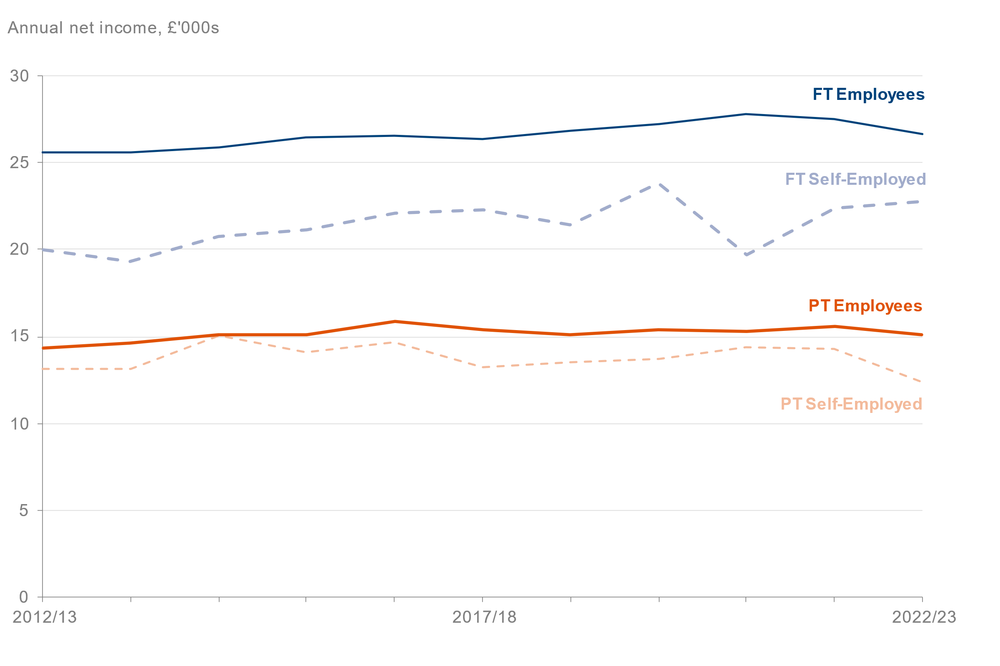 Annual net income, £'000s
30
FT Employees
25
FT Self-Employed
20
PT Employees
15
PT Self-Employed
10
5
0
2012/13
2017/18
2022/23